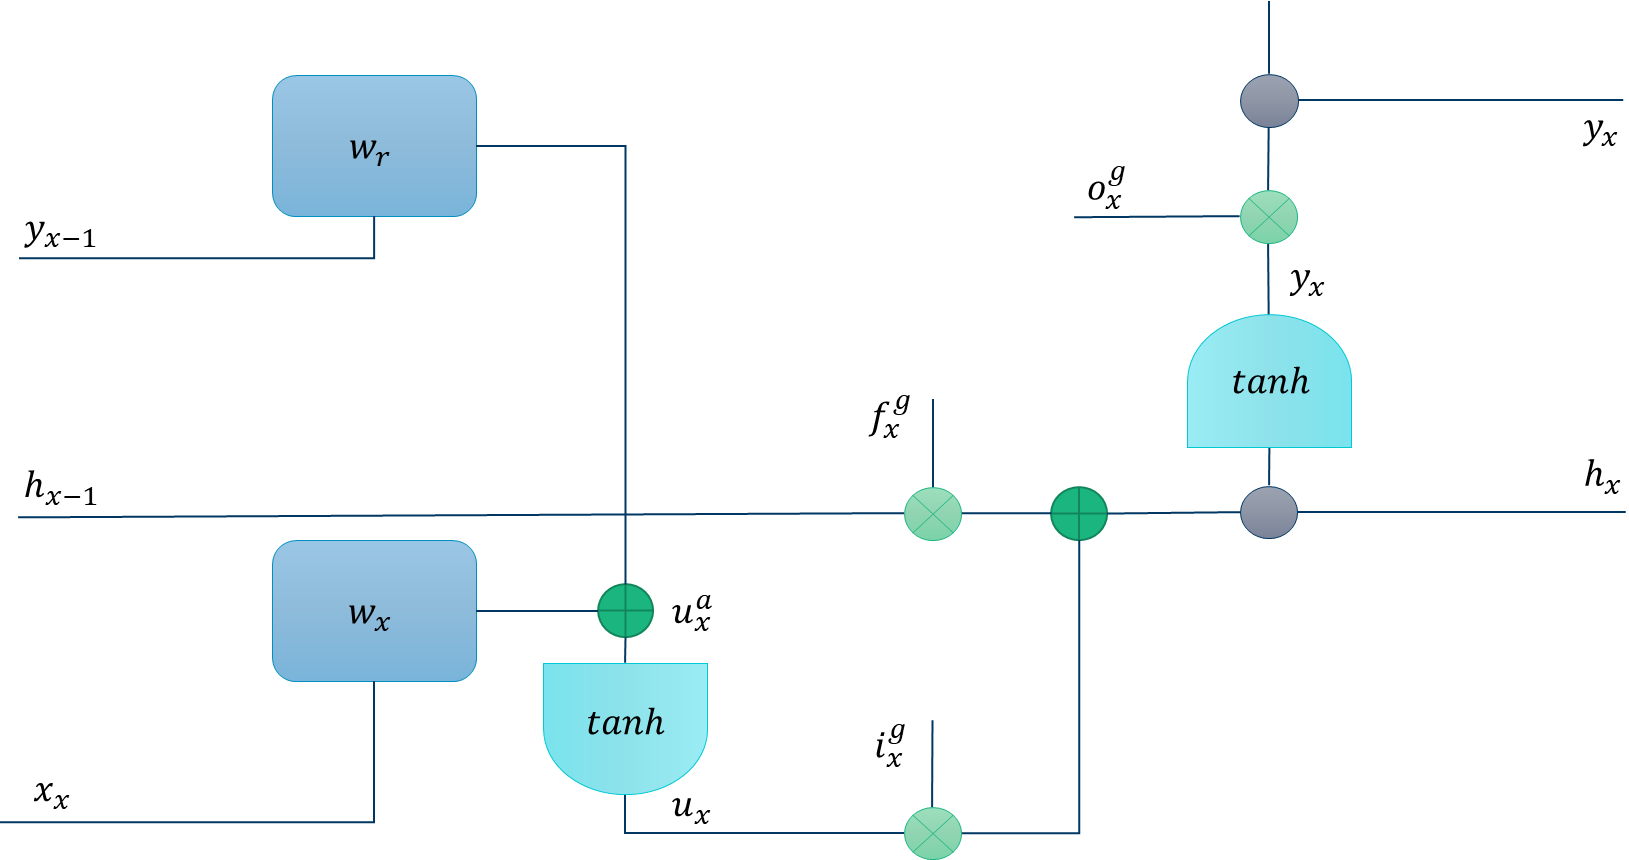 w_r
y_{x-1}
o_x^g
y_x
y_x
tanh
f_x^g
h_{x-1}
h_x
w_x
u_x^a
tanh
i_x^g
x_x
u_x